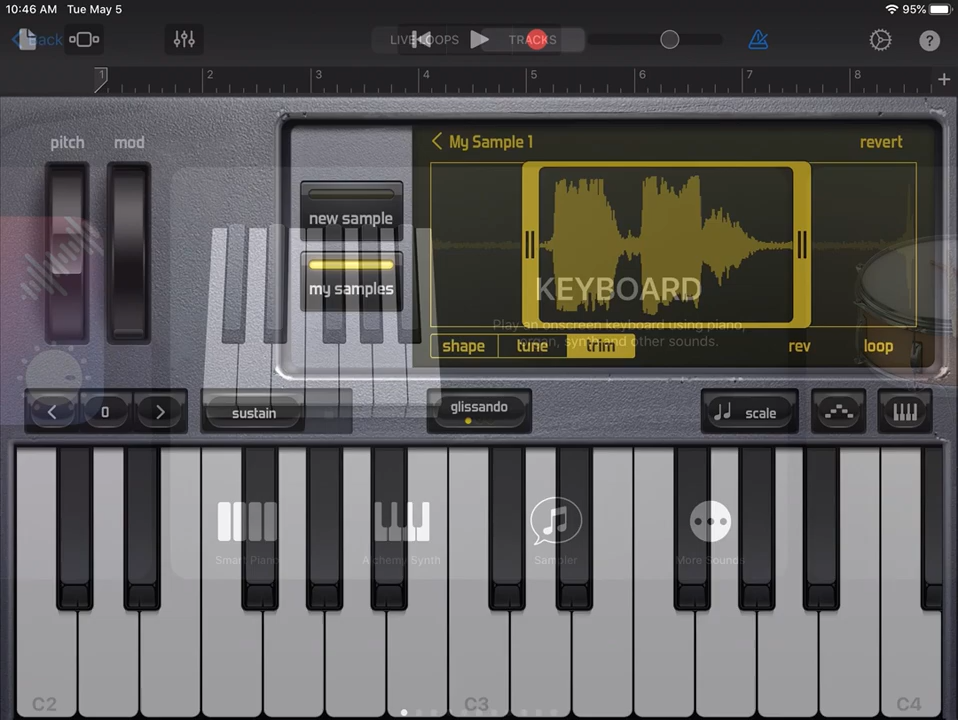 10:46 AM Tue May 5
95%
Back
LIVE LOOPS
TRACKS
?
1 2 3 4 5 6 7 8 +
pitch
mod
My Sample 1
revert
new sample
my samples
KEYBOARD
Play an onscreen keyboard using piano,
organ, synth and other sounds.
shape
tune
trim
rev
loop
0
sustain
glissando
scale
Smart Piano
Alchemy Synth
Sampler
More Sounds
C2
C3
C4